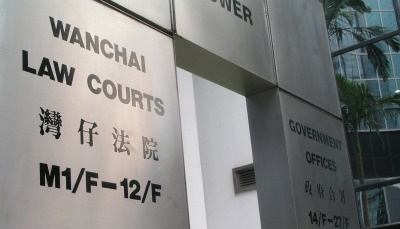 WANCHAI
LAW COURTS
灣仔法院
M1/F–12/F
GOVERNMENT
OFFICES
政府合署
14/F–27/F